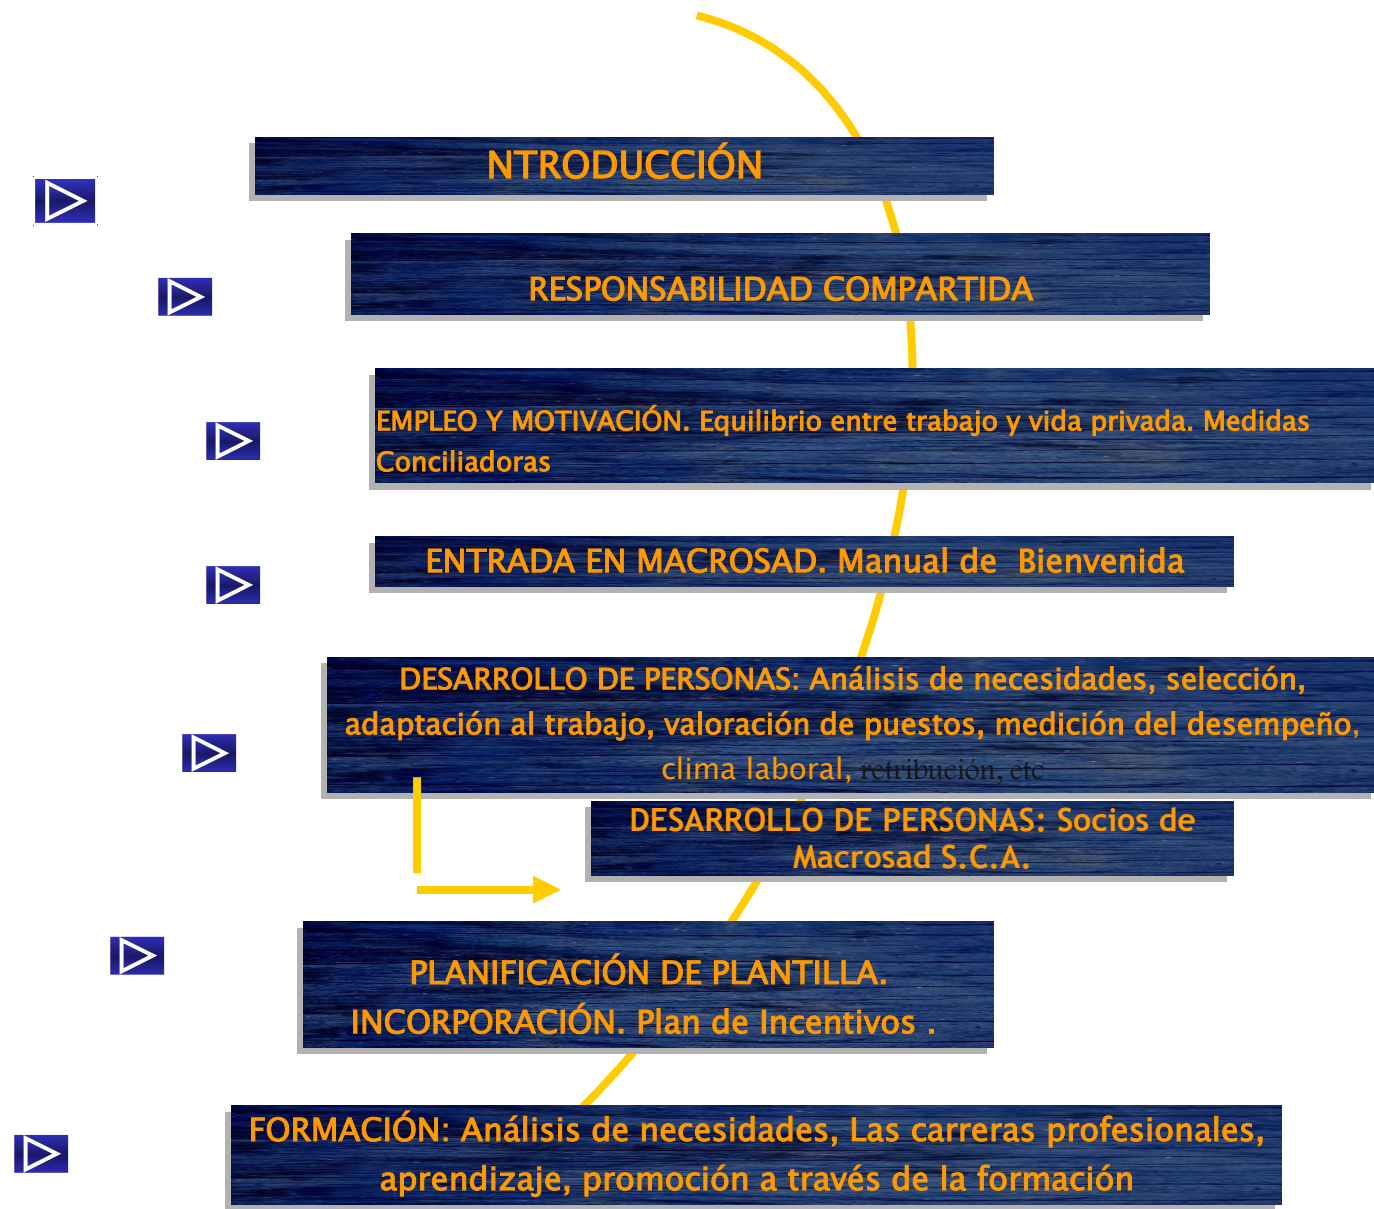 NTRODUCCIÓN
RESPONSABILIDAD COMPARTIDA
EMPLEO Y MOTIVACIÓN. Equilibrio entre trabajo y vida privada. Medidas
Conciliadoras
ENTRADA EN MACROSAD. Manual de  Bienvenida
DESARROLLO DE PERSONAS: Análisis de necesidades, selección,
adaptación al trabajo, valoración de puestos, medición del desempeño,
clima laboral, retribución, etc
DESARROLLO DE PERSONAS: Socios de
Macrosad S.C.A.
PLANIFICACIÓN DE PLANTILLA.
INCORPORACIÓN. Plan de Incentivos .
FORMACIÓN: Análisis de necesidades, Las carreras profesionales,
aprendizaje, promoción a través de la formación